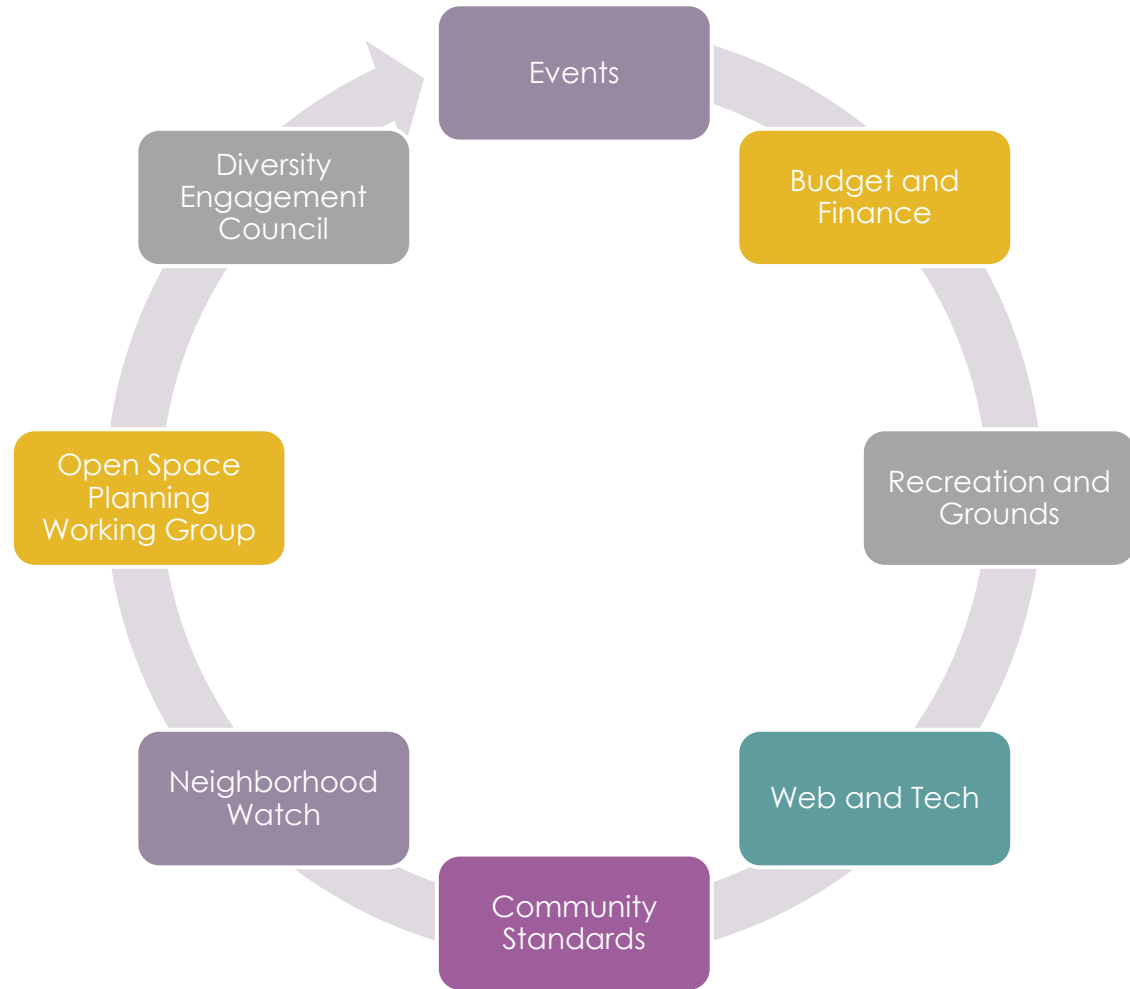 Events
Budget and
Finance
Recreation and
Grounds
Web and Tech
Community
Standards
Neighborhood
Watch
Open Space
Planning
Working Group
Diversity
Engagement
Council